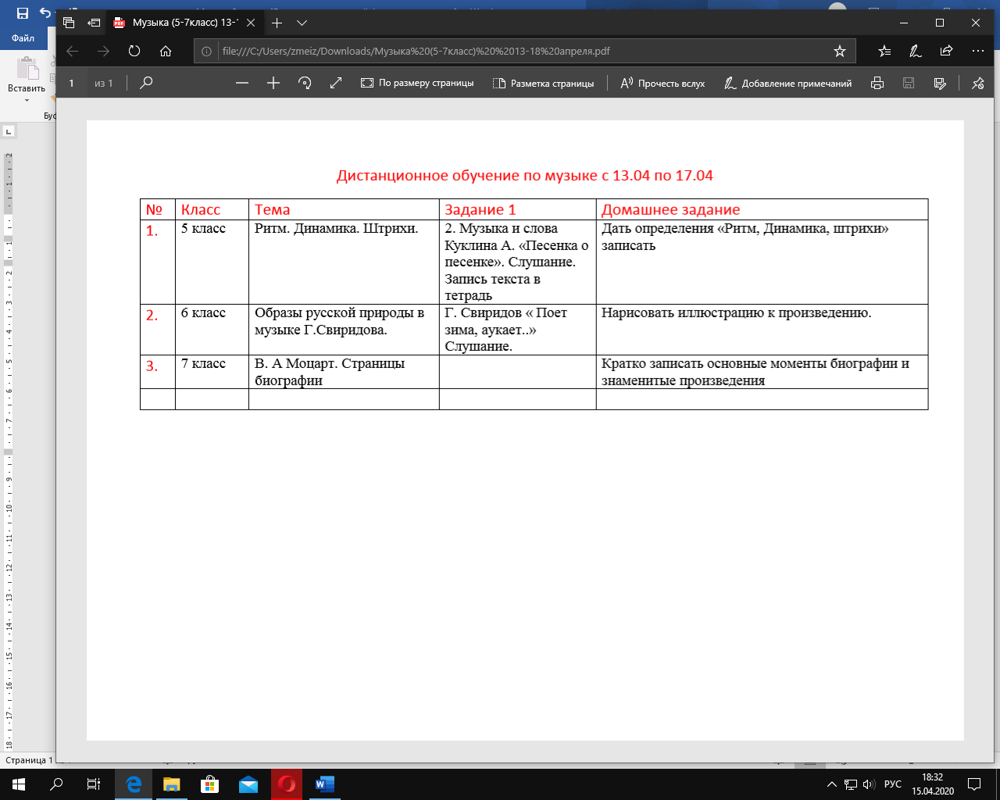 Файл
Вставить
Музыка (5-7класс) 13-
file:///C:/Users/zmeiz/Downloads/Музыка%20(5-7класс)%20%2013-18%20апреля.pdf
1 из 1
По размеру страницы
Разметка страницы
Прочесть вслух
Добавление примечаний
Дистанционное обучение по музыке с 13.04 по 17.04
№ Класс Тема Задание 1 Домашнее задание
1. 5 класс Ритм. Динамика. Штрихи. 2. Музыка и слова Дать определения «Ритм, Динамика, штрихи»
Куклина А. «Песенка о записать
песенке». Слушание.
Запись текста в
тетрадь
2. 6 класс Образы русской природы в Г. Свиридов « Поет Нарисовать иллюстрацию к произведению.
музыке Г.Свиридова. зима, аукает..»
Слушание.
3. 7 класс В. А Моцарт. Страницы Кратко записать основные моменты биографии и
биографии знаменитые произведения
Страница 1
РУС
18:32
15.04.2020